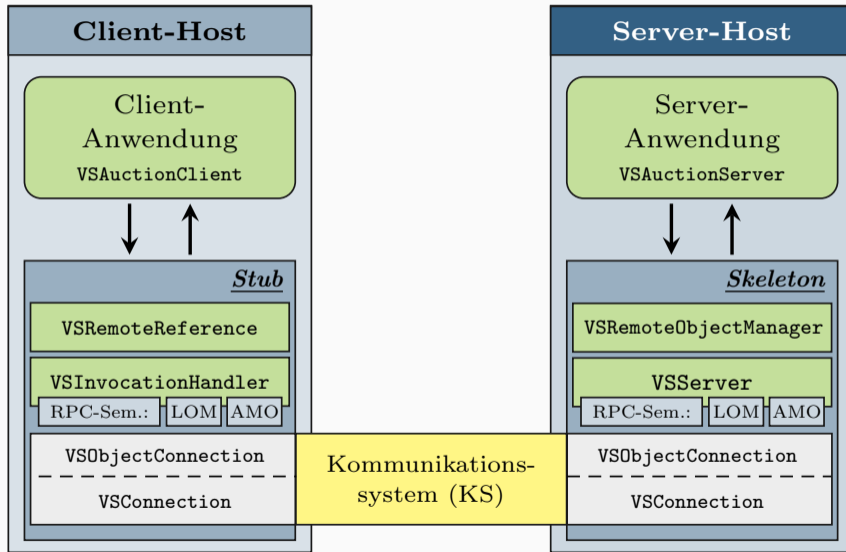 Client-Host
Client-
Anwendung
VSAuctionClient
Stub
VSRemoteReference
VSInvocationHandler
RPC-Sem.: LOM AMO
VSObjectConnection
VSConnection
Kommunikations-
system (KS)
Server-Host
Server-
Anwendung
VSAuctionServer
Skeleton
VSRemoteObjectManager
VSServer
RPC-Sem.: LOM AMO
VSObjectConnection
VSConnection